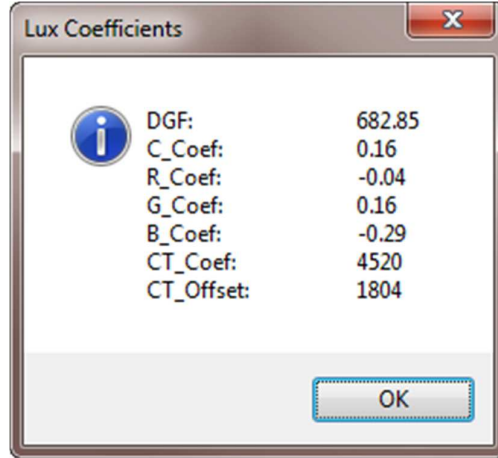 Lux Coefficients
DGF: 682.85
C_Coef: 0.16
R_Coef: -0.04
G_Coef: 0.16
B_Coef: -0.29
CT_Coef: 4520
CT_Offset: 1804
OK